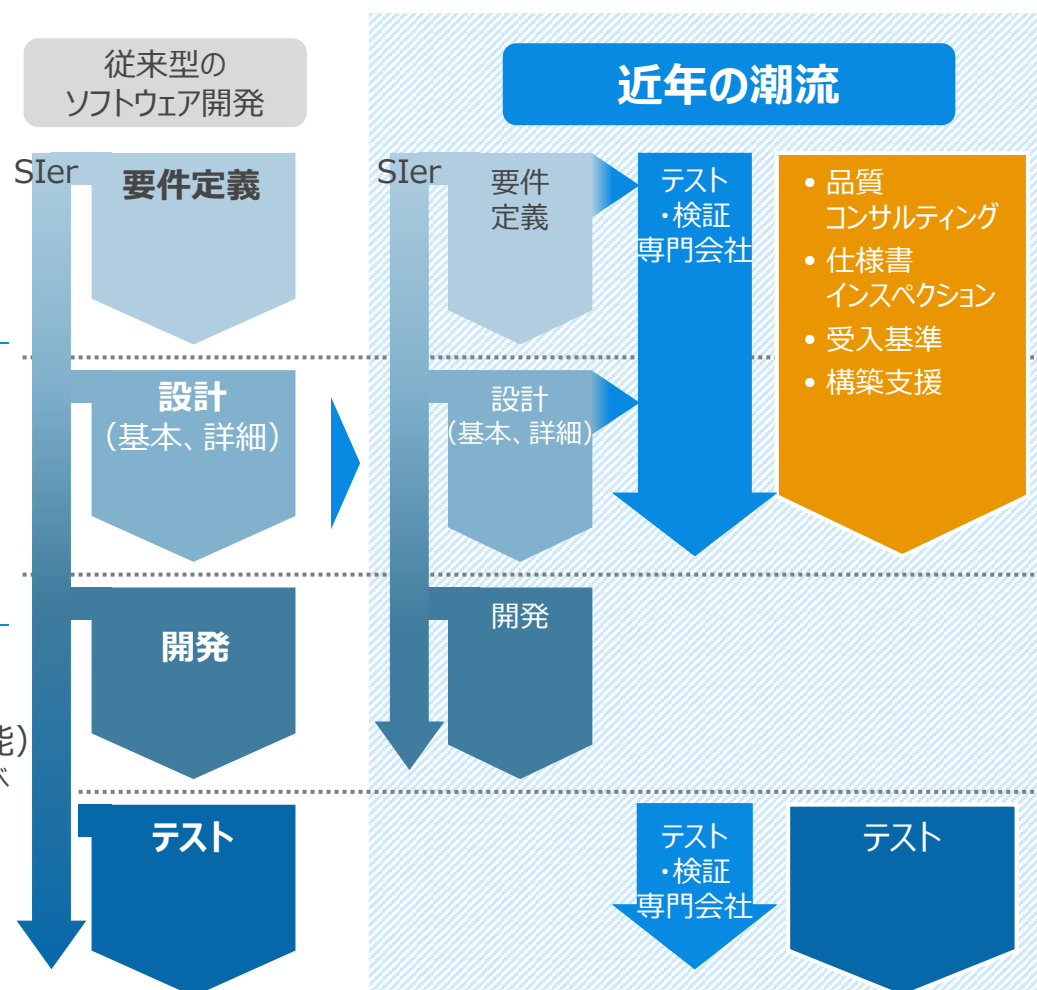 従来型の
ソフトウェア開発
近年の潮流
SIer
要件定義
設計
（基本、詳細）
開発
能）
テスト
SIer
要件
定義
設計
（基本、詳細）
開発
テスト
・検証
専門会社
• 品質
コンサルティング
• 仕様書
インスペクション
• 受入基準
• 構築支援
テスト
・検証
専門会社
テスト